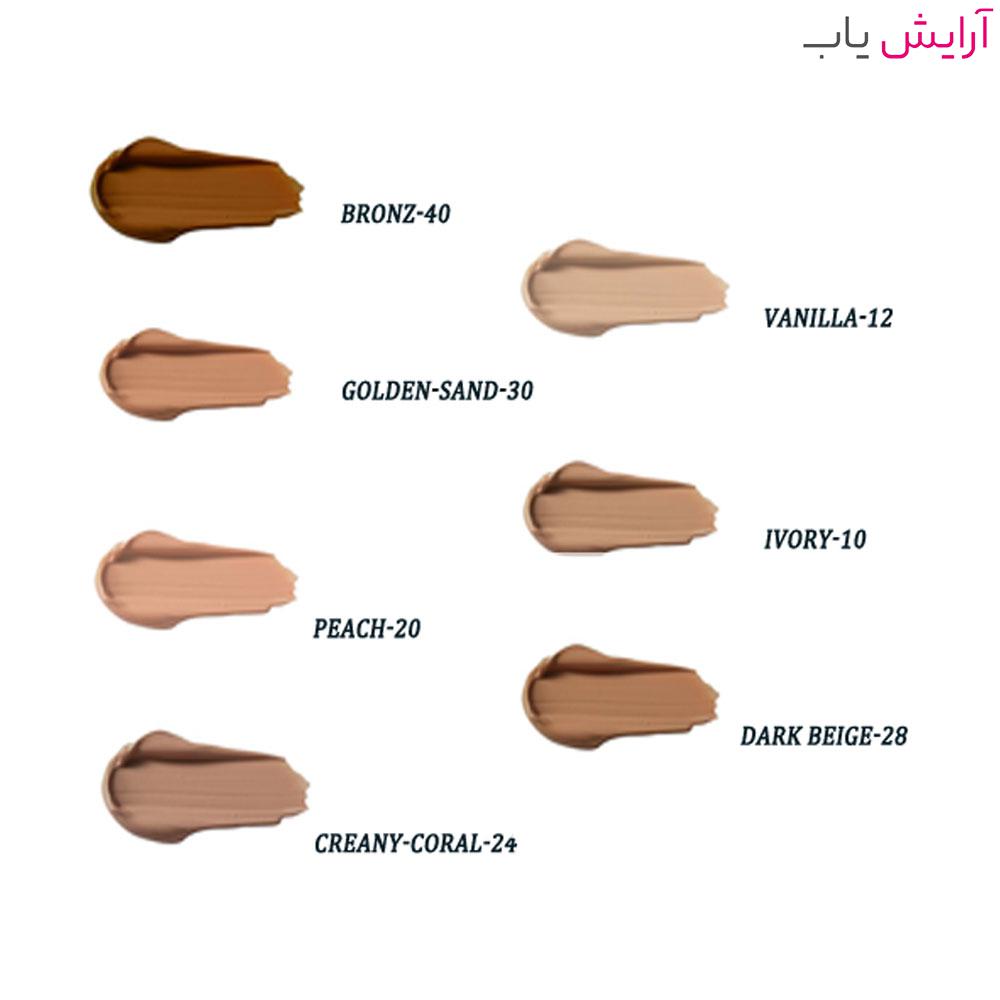 آرایش یاب
BRONZ-40
VANILLA-12
GOLDEN-SAND-30
IVORY-10
PEACH-20
DARK BEIGE-28
CREANY-CORAL-24